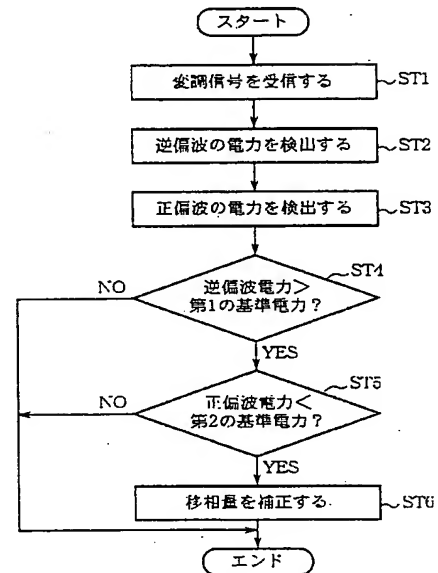 スタート
変調信号を受信する
ST1
逆偏波の電力を検出する
ST2
正偏波の電力を検出する
ST3
ST4
逆偏波電力>
第1の基準電力?
NO
YES
ST5
正偏波電力<
第2の基準電力?
NO
YES
移相量を補正する
ST6
エンド